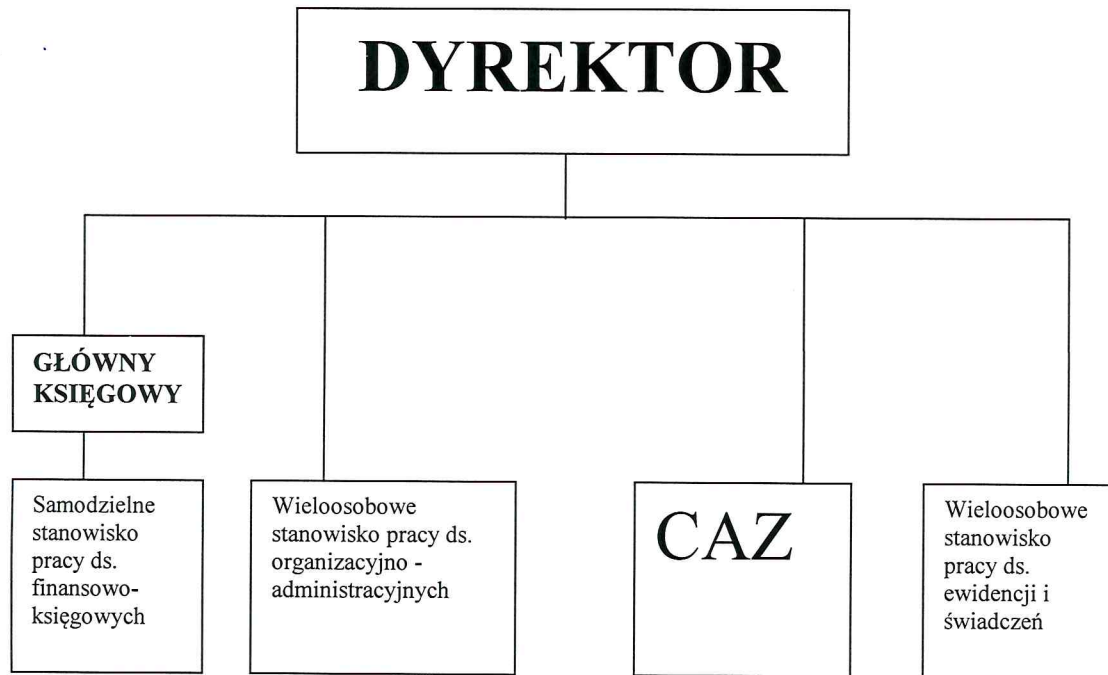 DYREKTOR
GŁÓWNY
KSIĘGOWY
Samodzielne
stanowisko
pracy ds.
finansowo-
księgowych
Wieloosobowe
stanowisko pracy ds.
organizacyjno -
administracyjnych
CAZ
Wieloosobowe
stanowisko
pracy ds.
ewidencji i
świadczeń